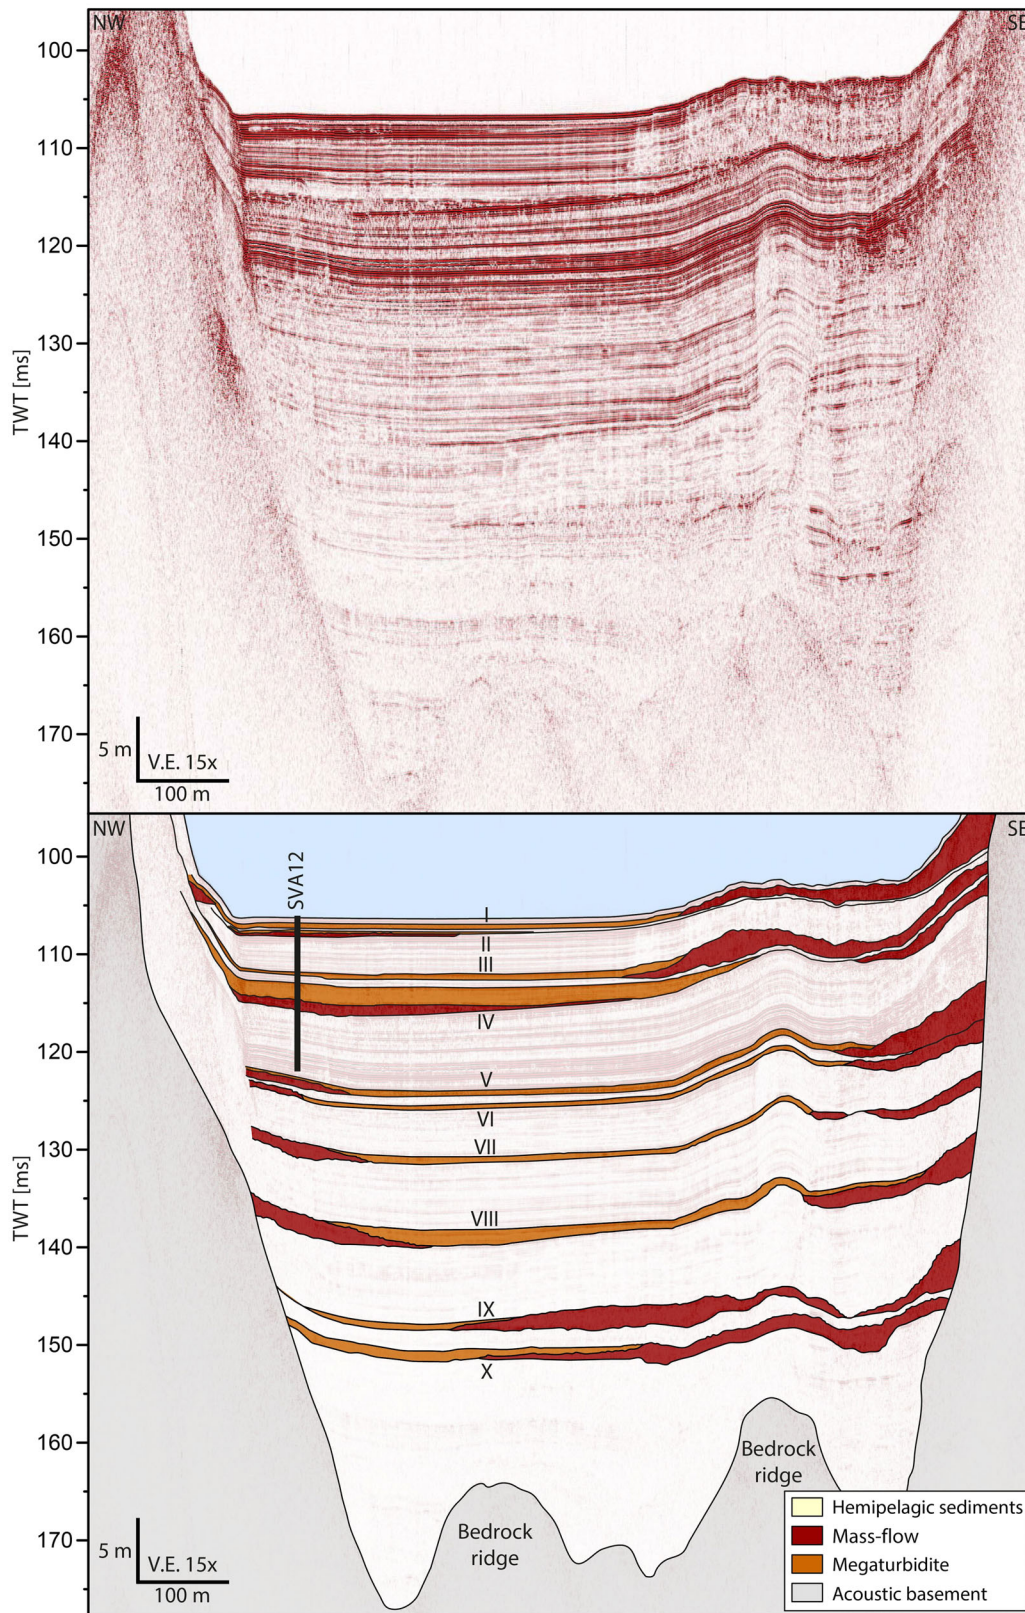 NW
SE
100
110
120
130
140
150
160
170
TWT [ms]
5 m
V.E. 15x
100 m
NW
SE
100
110
120
130
140
150
160
170
TWT [ms]
SVA12
I
II
III
IV
V
VI
VII
VIII
IX
X
Bedrock
ridge
Bedrock
ridge
5 m
V.E. 15x
100 m
Hemipelagic sediments
Mass-flow
Megaturbidite
Acoustic basement